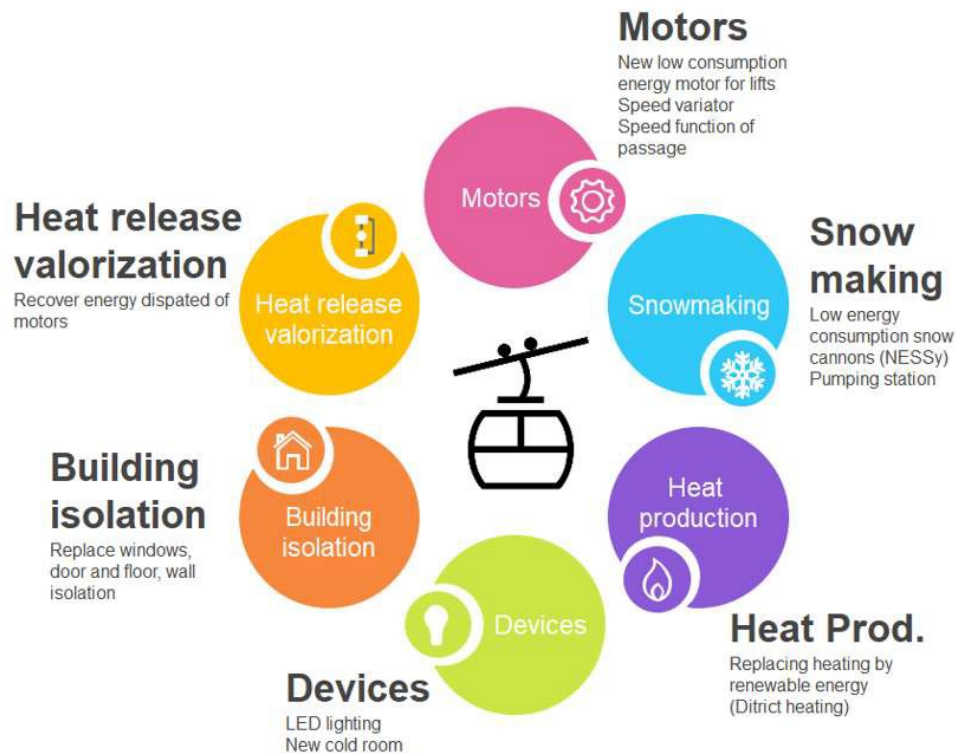 Motors
New low consumption
energy motor for lifts
Speed variator
Speed function of
passage
Motors
Heat release
valorization
Recover energy dispated of
motors
Heat release
valorization
Snowmaking
Snow
making
Low energy
consumption snow
cannons (NESSy)
Pumping station
Building
isolation
Replace windows,
door and floor, wall
isolation
Building
isolation
Heat
production
Heat Prod.
Replacing heating by
renewable energy
(Ditrict heating)
Devices
Devices
LED lighting
New cold room